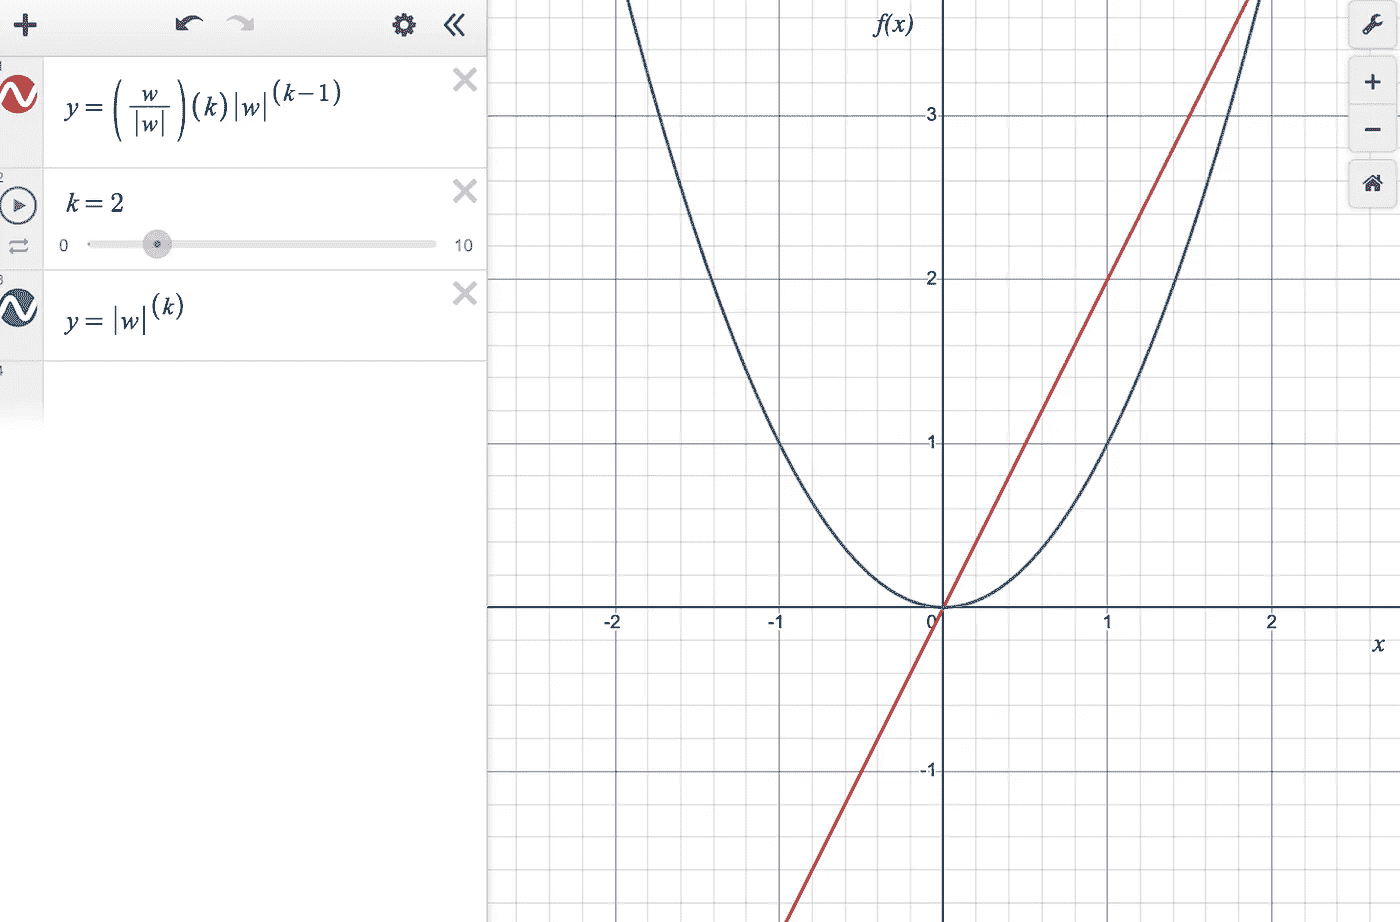 y = (w/|w|)(k)|w|^(k−1)
k = 2
0 10
y = |w|^(k)
f(x)
3
2
1
-2 -1 0 1 2
x
-1